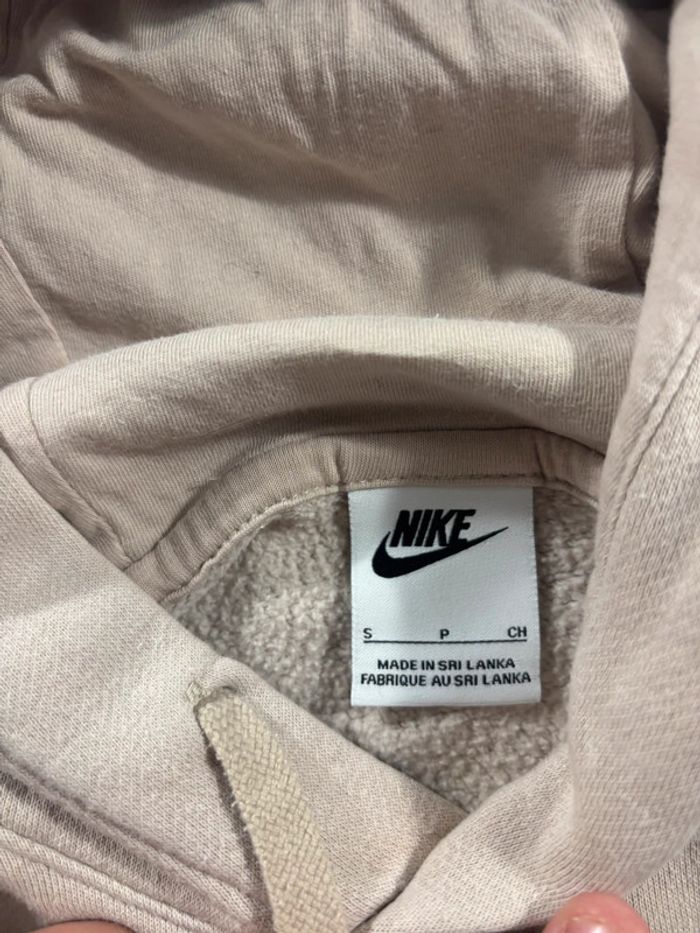 NIKE
S P CH
MADE IN SRI LANKA
FABRIQUE AU SRI LANKA